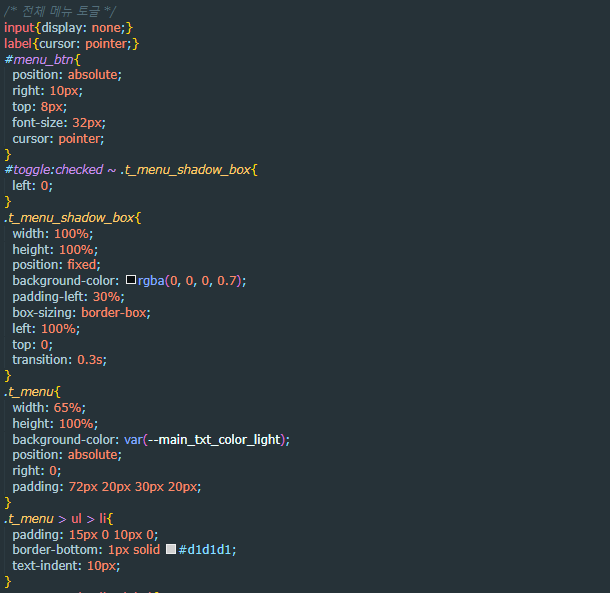 /* 전체 메뉴 토글 */
input{display: none;}
label{cursor: pointer;}
#menu_btn{
position: absolute;
right: 10px;
top: 8px;
font-size: 32px;
cursor: pointer;
}
#toggle:checked ~ .t_menu_shadow_box{
left: 0;
}
.t_menu_shadow_box{
width: 100%;
height: 100%;
position: fixed;
background-color: rgba(0, 0, 0, 0.7);
padding-left: 30%;
box-sizing: border-box;
left: 100%;
top: 0;
transition: 0.3s;
}
.t_menu{
width: 65%;
height: 100%;
background-color: var(--main_txt_color_light);
position: absolute;
right: 0;
padding: 72px 20px 30px 20px;
}
.t_menu > ul > li{
padding: 15px 0 10px 0;
border-bottom: 1px solid #d1d1d1;
text-indent: 10px;
}